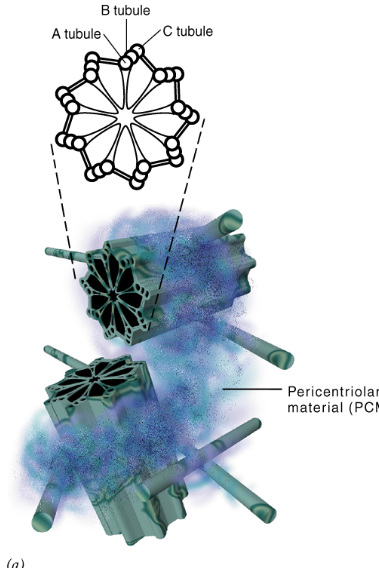 B tubule
A tubule
C tubule
Pericentriolar
material (PCM
(a)